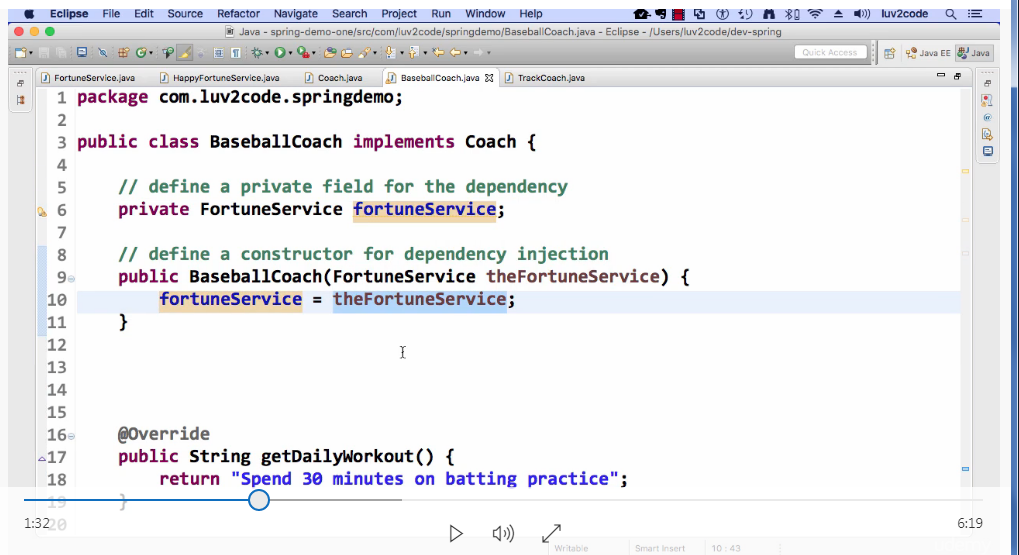 Eclipse File Edit Source Refactor Navigate Search Project Run Window Help luv2code
Java - spring-demo-one/src/com/luv2code/springdemo/BaseballCoach.java - Eclipse - /Users/luv2code/dev-spring
Quick Access Java EE Java
FortuneService.java HappyFortuneService.java Coach.java BaseballCoach.java TrackCoach.java
1 package com.luv2code.springdemo;
2
3 public class BaseballCoach implements Coach {
4
5 // define a private field for the dependency
6 private FortuneService fortuneService;
7
8 // define a constructor for dependency injection
9 public BaseballCoach(FortuneService theFortuneService) {
10 fortuneService = theFortuneService;
11 }
12
13
14
15
16 @Override
17 public String getDailyWorkout() {
18 return "Spend 30 minutes on batting practice";
19 }
20
1:32 6:19
Writable Smart Insert 10 : 43